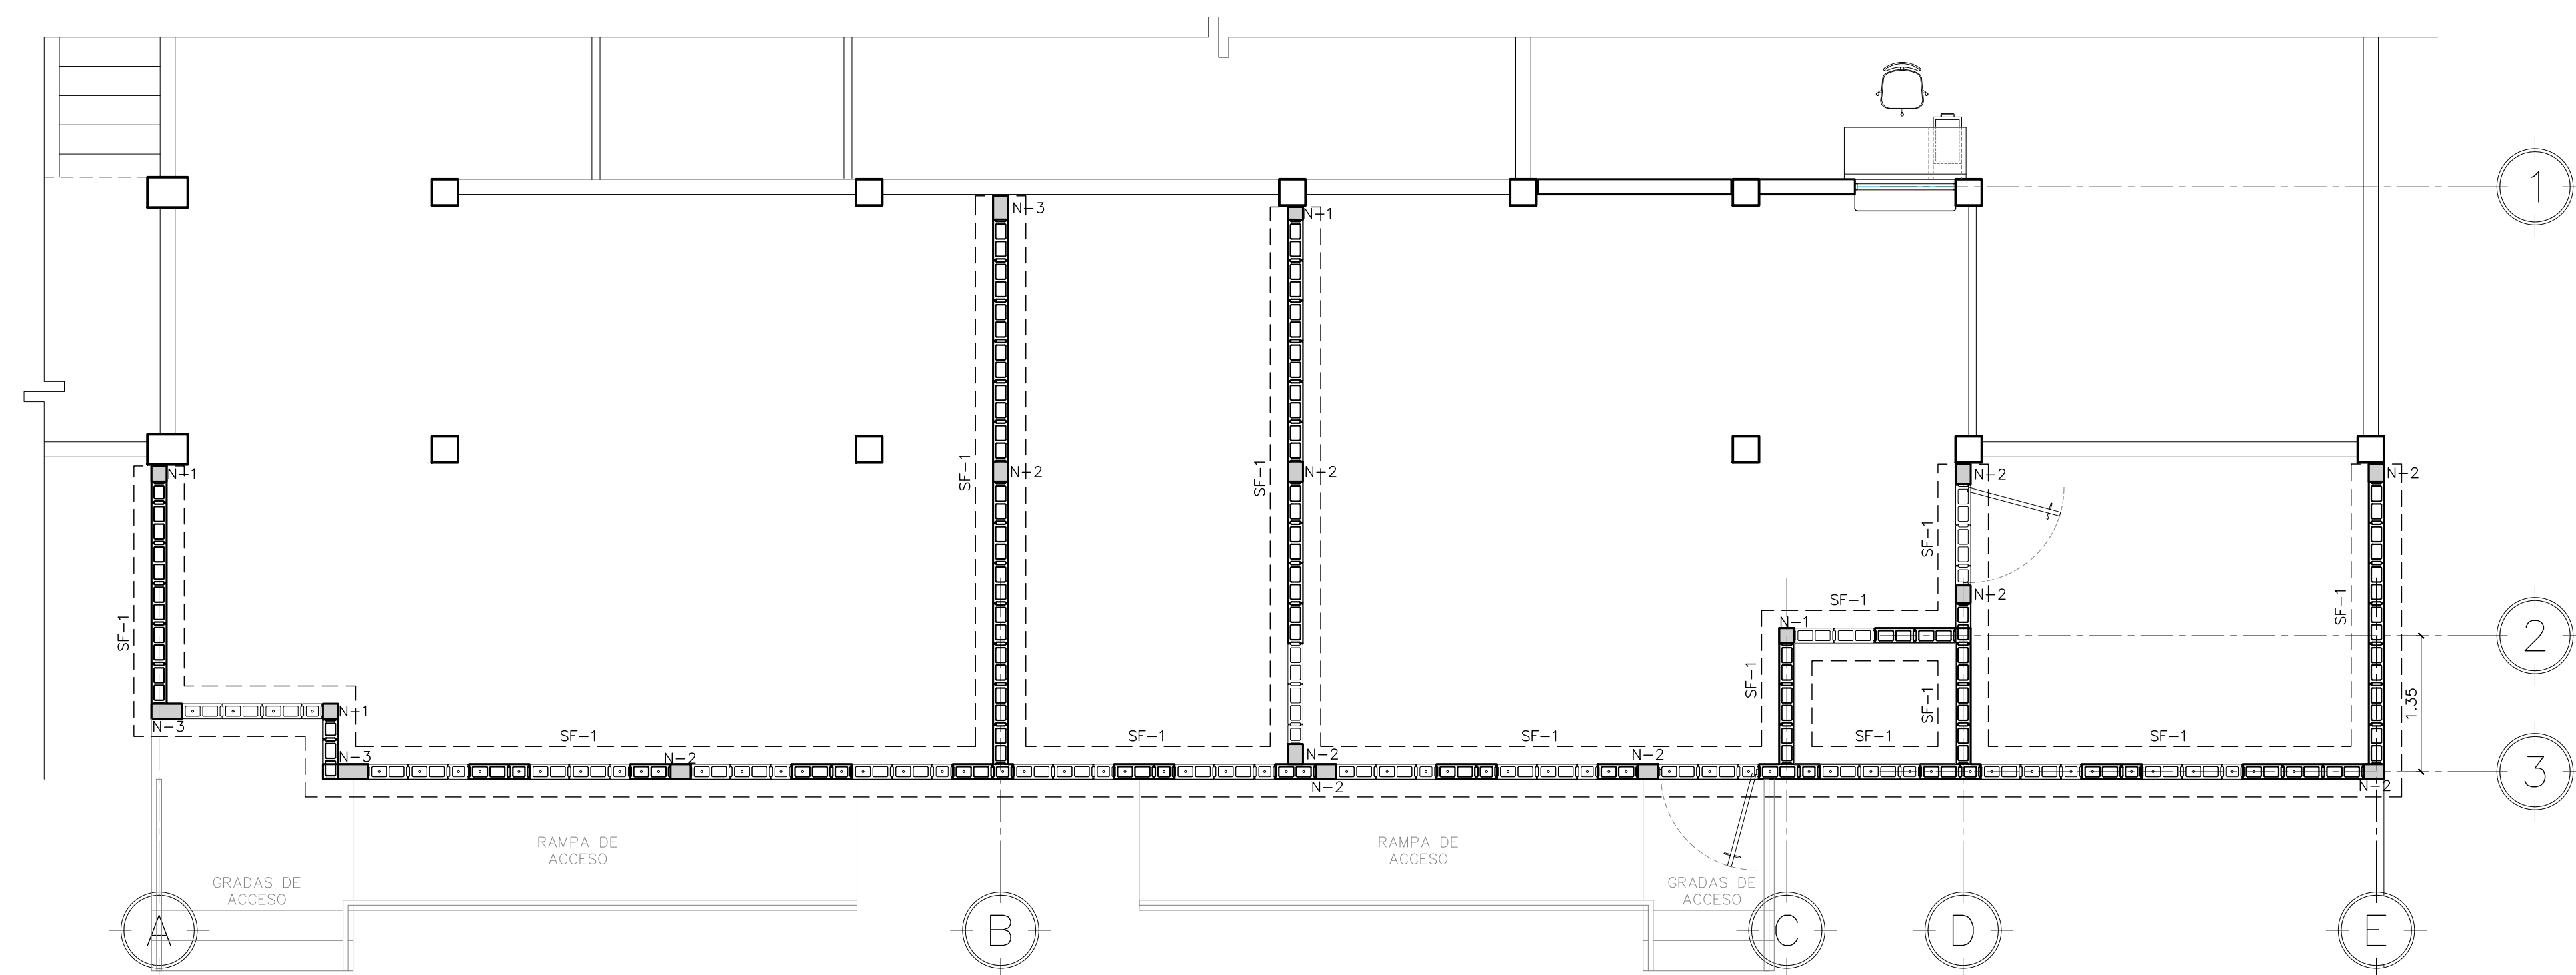 1
N-3
N-1
SF-1
N-1
N-2
SF-1
N-2
N-2
N-2
SF-1
SF-1
N-2
SF-1
N-1
SF-1
2
SF-1
SF-1
1.35
N-1
N-3
SF-1
SF-1
SF-1
SF-1
SF-1
N-3
N-2
N-2
N-2
3
N-2
N-2
RAMPA DE
ACCESO
RAMPA DE
ACCESO
GRADAS DE
ACCESO
GRADAS DE
ACCESO
A
B
C
D
E